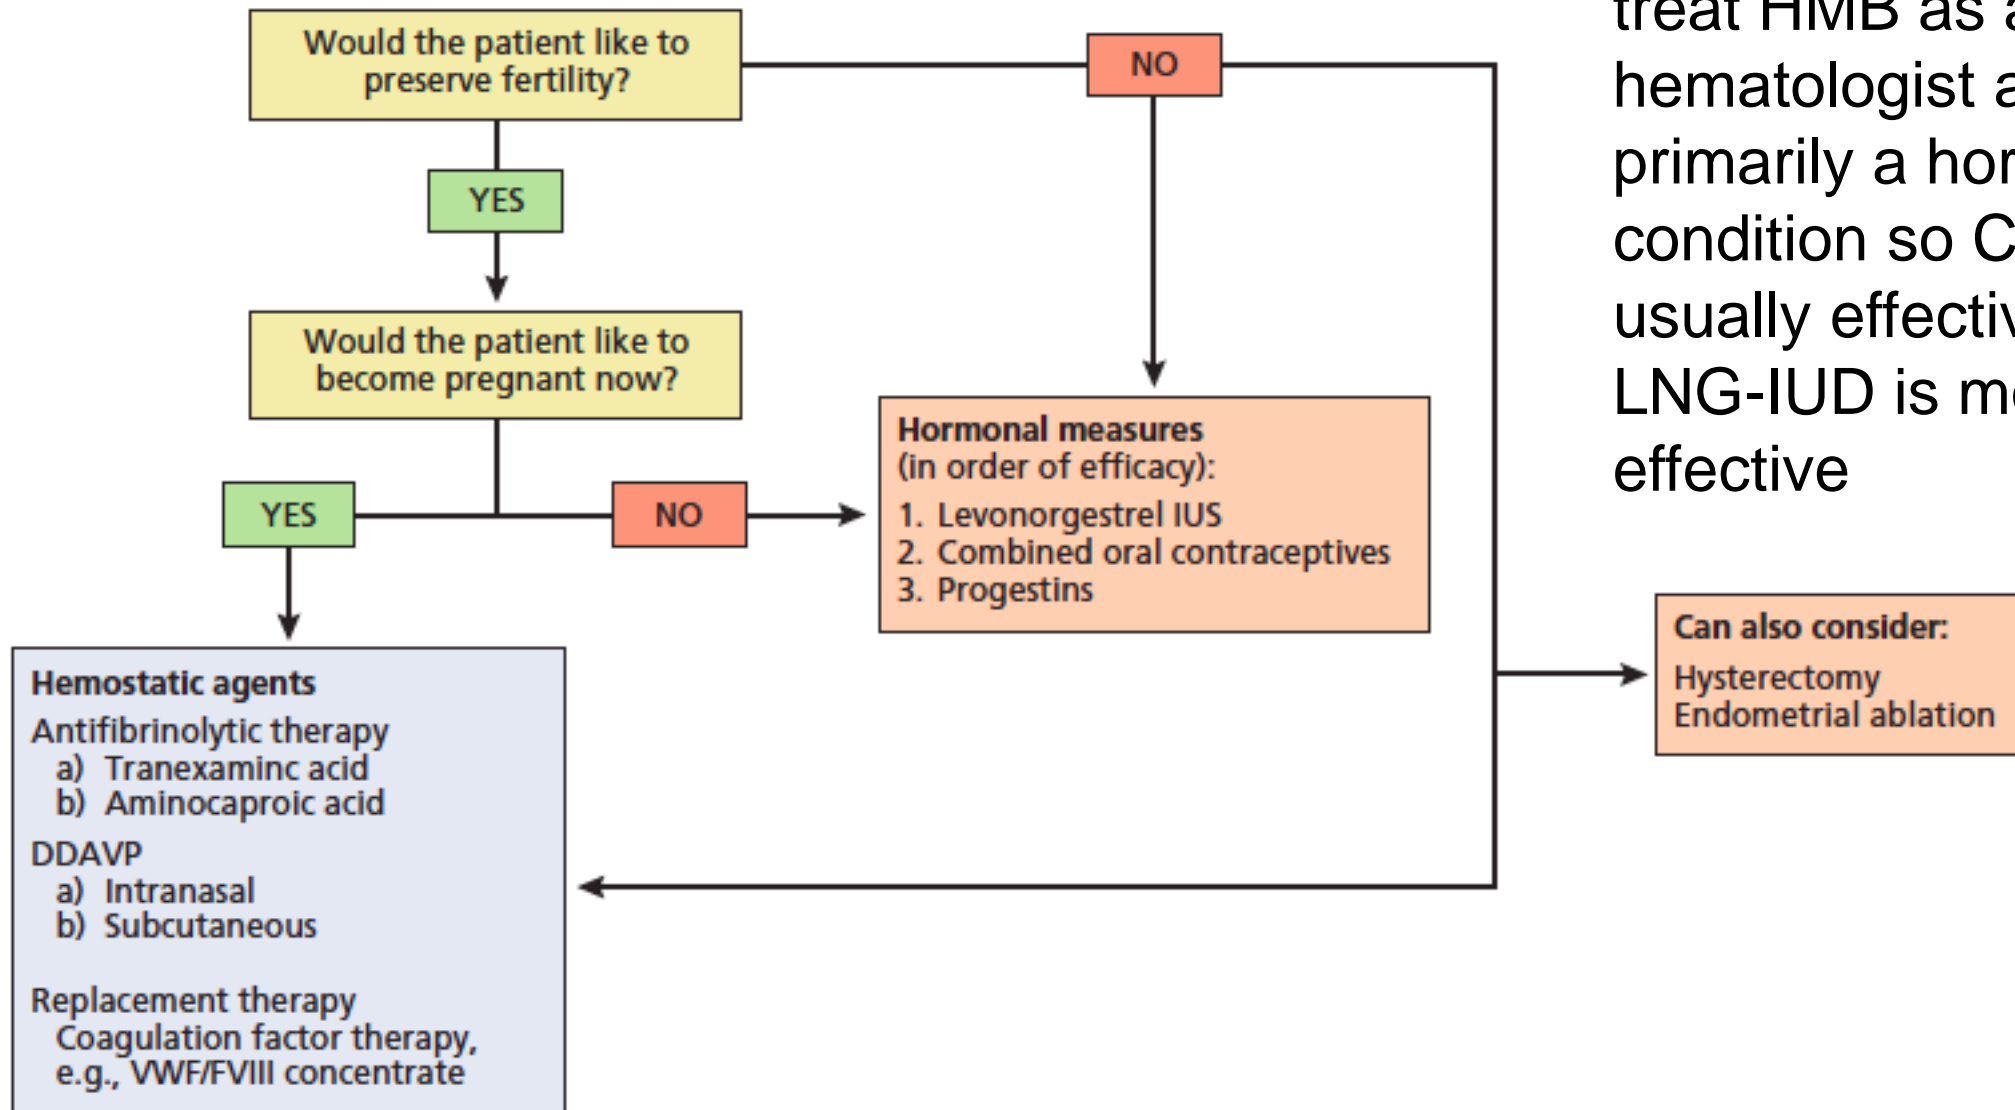 Would the patient like to
preserve fertility?
NO
YES
Would the patient like to
become pregnant now?
YES
NO
Hormonal measures
(in order of efficacy):
1. Levonorgestrel IUS
2. Combined oral contraceptives
3. Progestins
Hemostatic agents
Antifibrinolytic therapy
a) Tranexaminc acid
b) Aminocaproic acid
DDAVP
a) Intranasal
b) Subcutaneous
Replacement therapy
Coagulation factor therapy,
e.g., VWF/FVIII concentrate
Can also consider:
Hysterectomy
Endometrial ablation
treat HMB as
hematologist
primarily a
condition so
usually
LNG-IUD is
effective